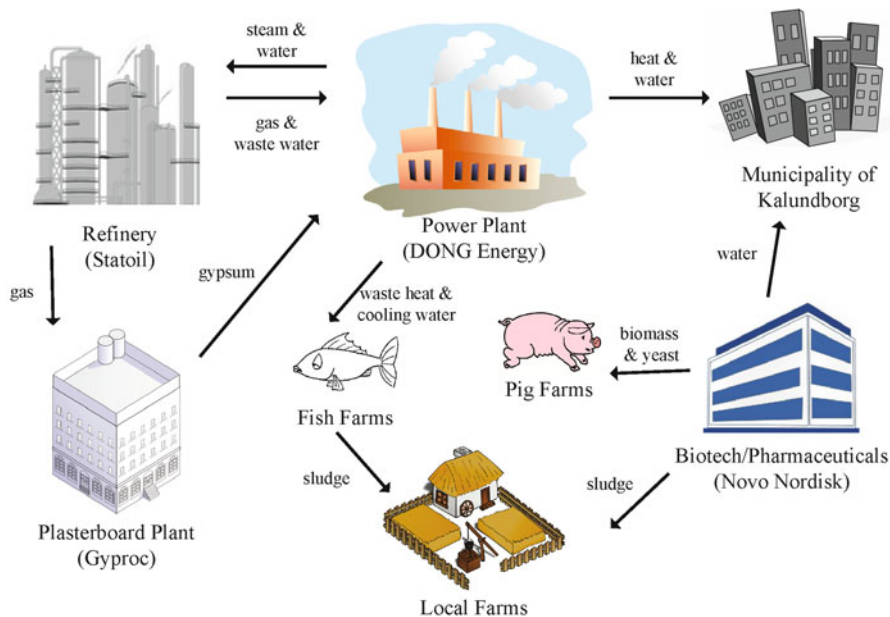 steam &
water
gas &
waste water
heat &
water
Municipality of
Kalundborg
Refinery
(Statoil)
Power Plant
(DONG Energy)
gas
gypsum
waste heat &
cooling water
water
biomass
& yeast
Pig Farms
Fish Farms
Biotech/Pharmaceuticals
(Novo Nordisk)
sludge
sludge
Plasterboard Plant
(Gyproc)
Local Farms